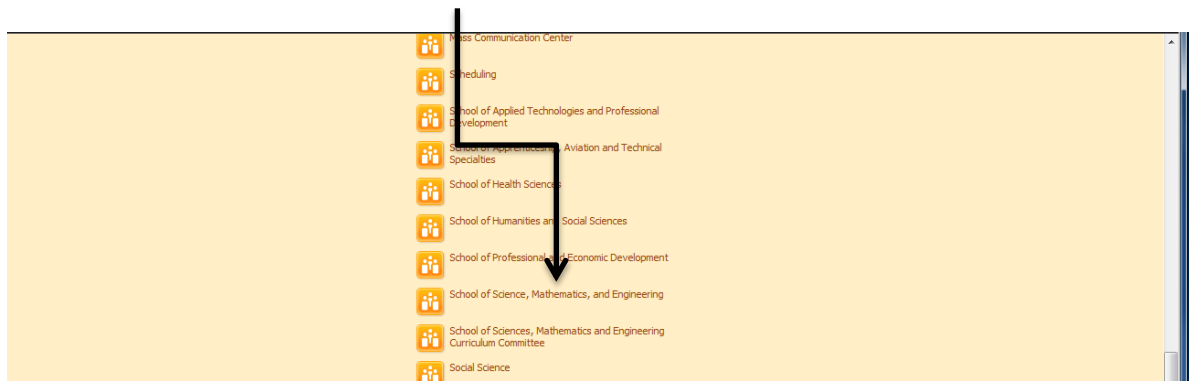 Mass Communication Center
Scheduling
School of Applied Technologies and Professional
Development
School of Apprenticeship, Aviation and Technical
Specialties
School of Health Sciences
School of Humanities and Social Sciences
School of Professional and Economic Development
School of Science, Mathematics, and Engineering
School of Sciences, Mathematics and Engineering
Curriculum Committee
Social Science